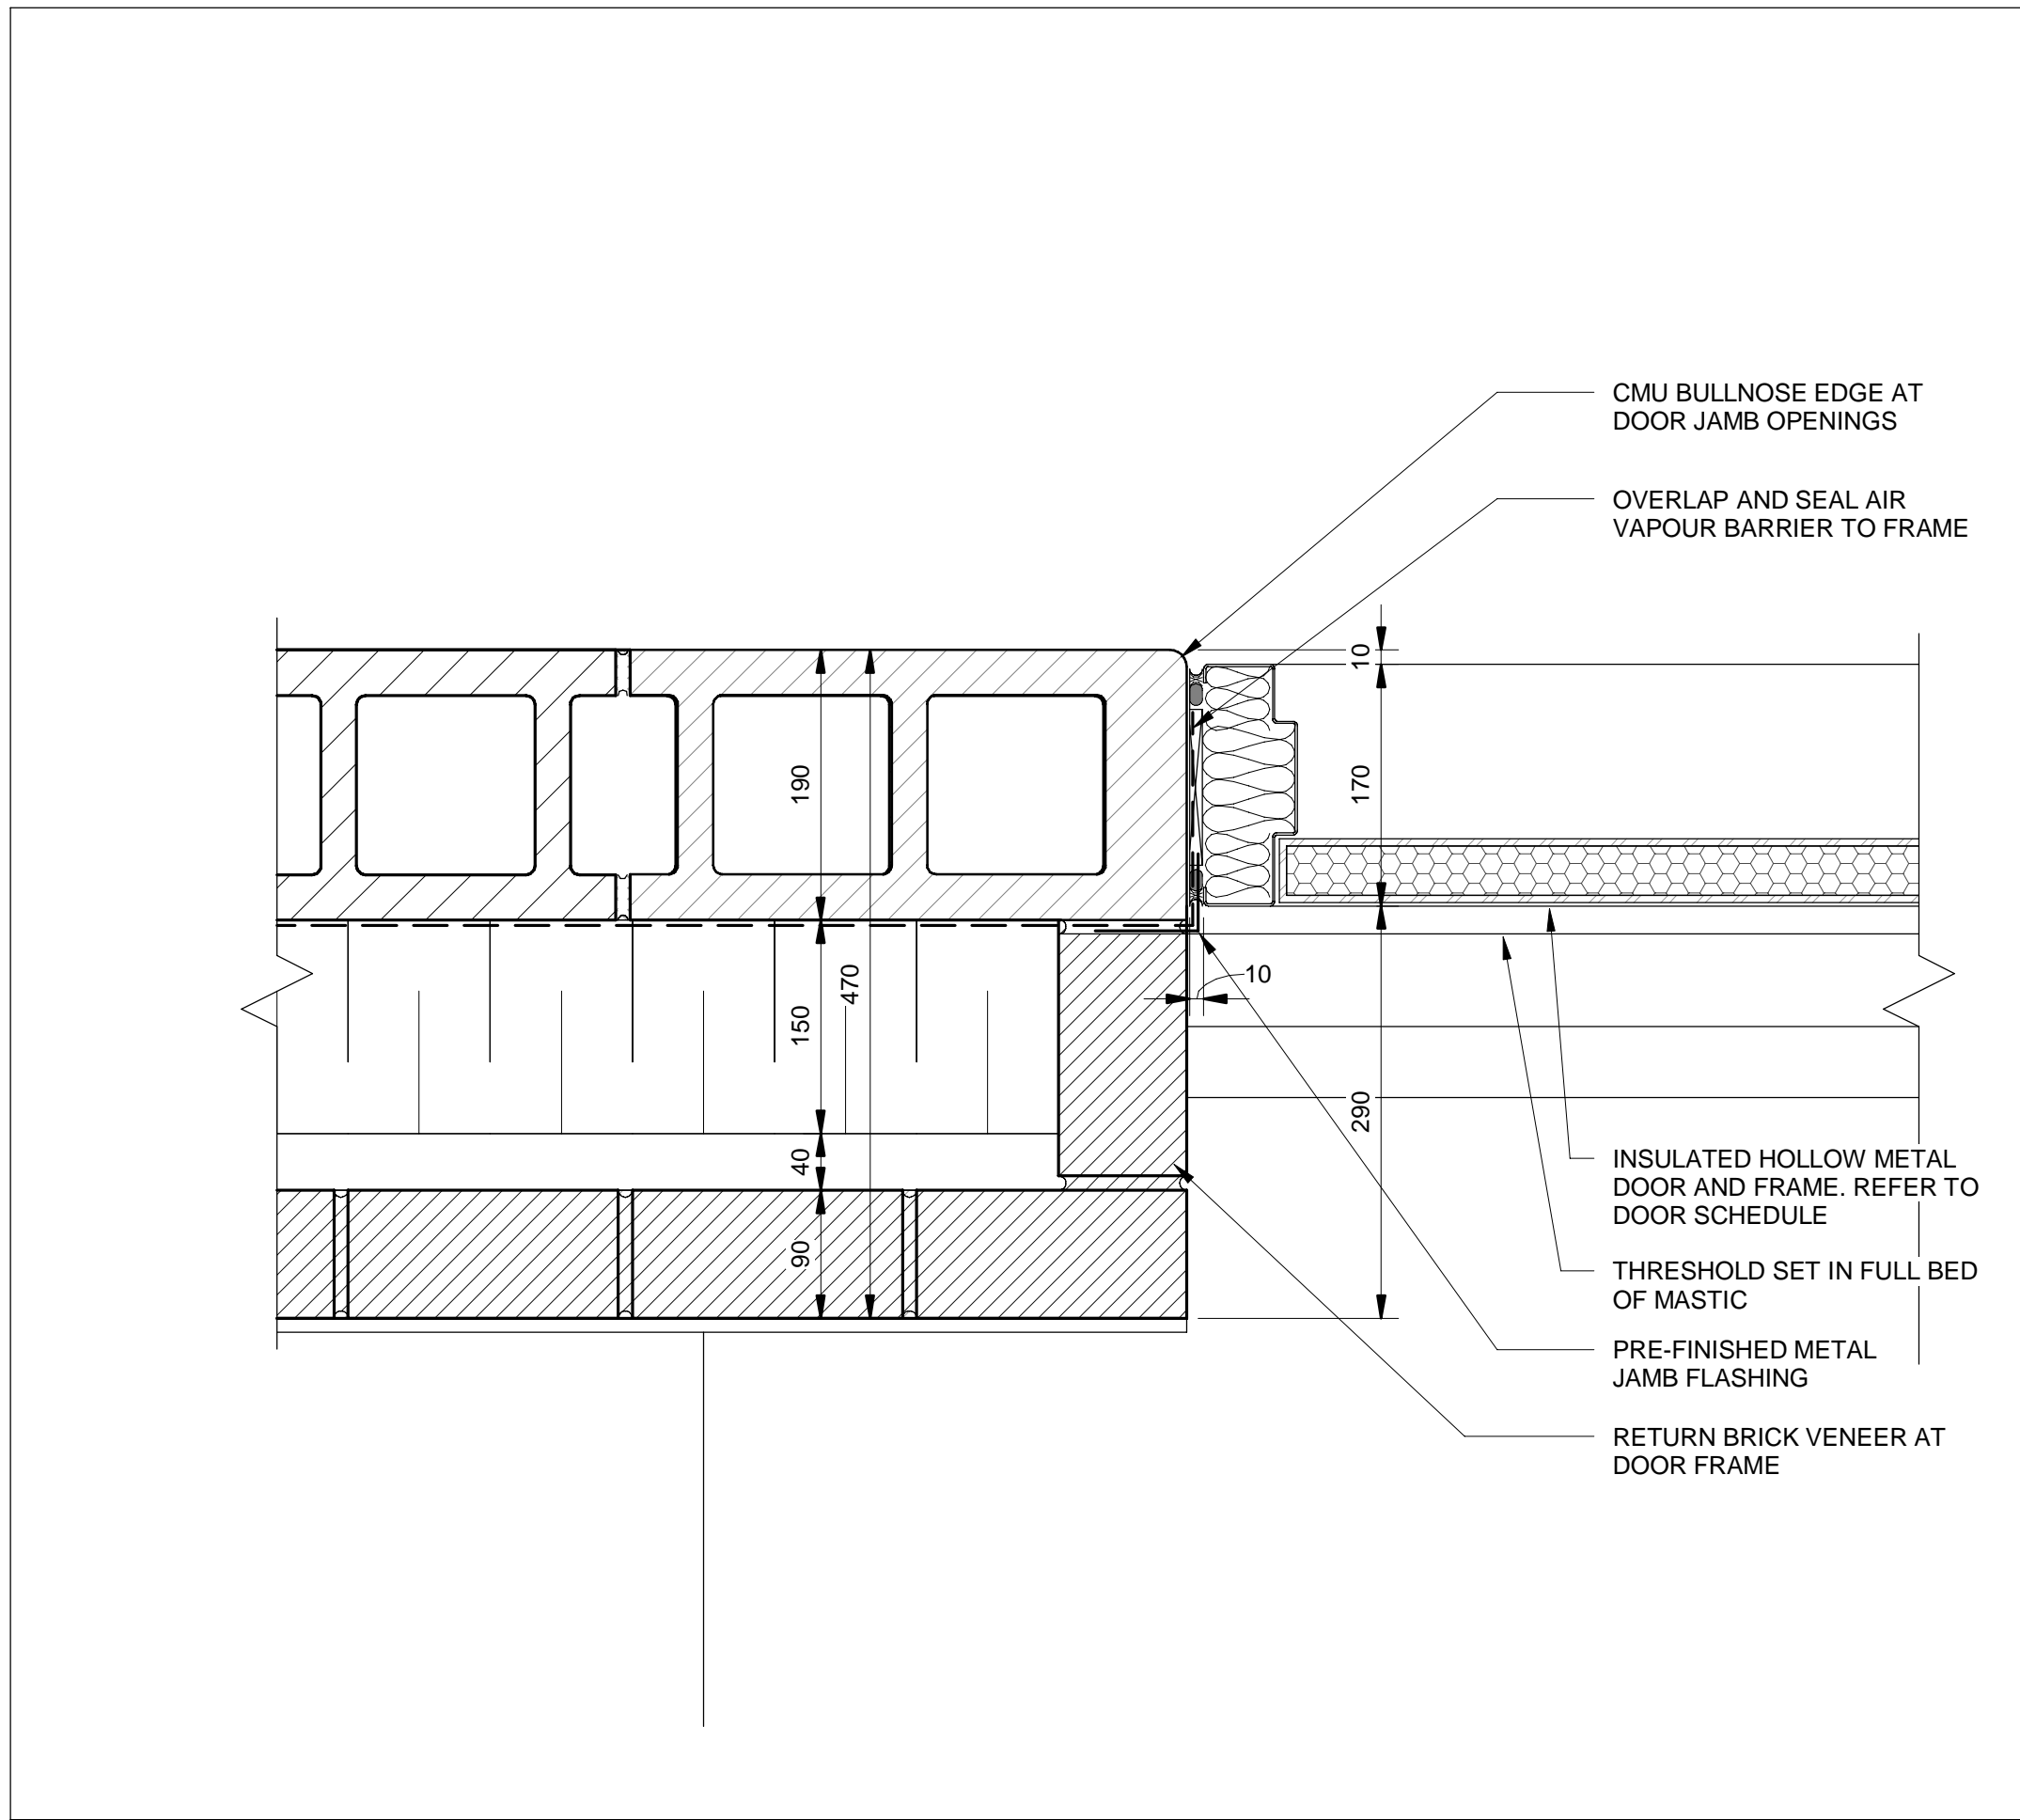 CMU BULLNOSE EDGE AT
DOOR JAMB OPENINGS
OVERLAP AND SEAL AIR
VAPOUR BARRIER TO FRAME
10
190
170
470
150
10
290
40
90
INSULATED HOLLOW METAL
DOOR AND FRAME. REFER TO
DOOR SCHEDULE
THRESHOLD SET IN FULL BED
OF MASTIC
PRE-FINISHED METAL
JAMB FLASHING
RETURN BRICK VENEER AT
DOOR FRAME